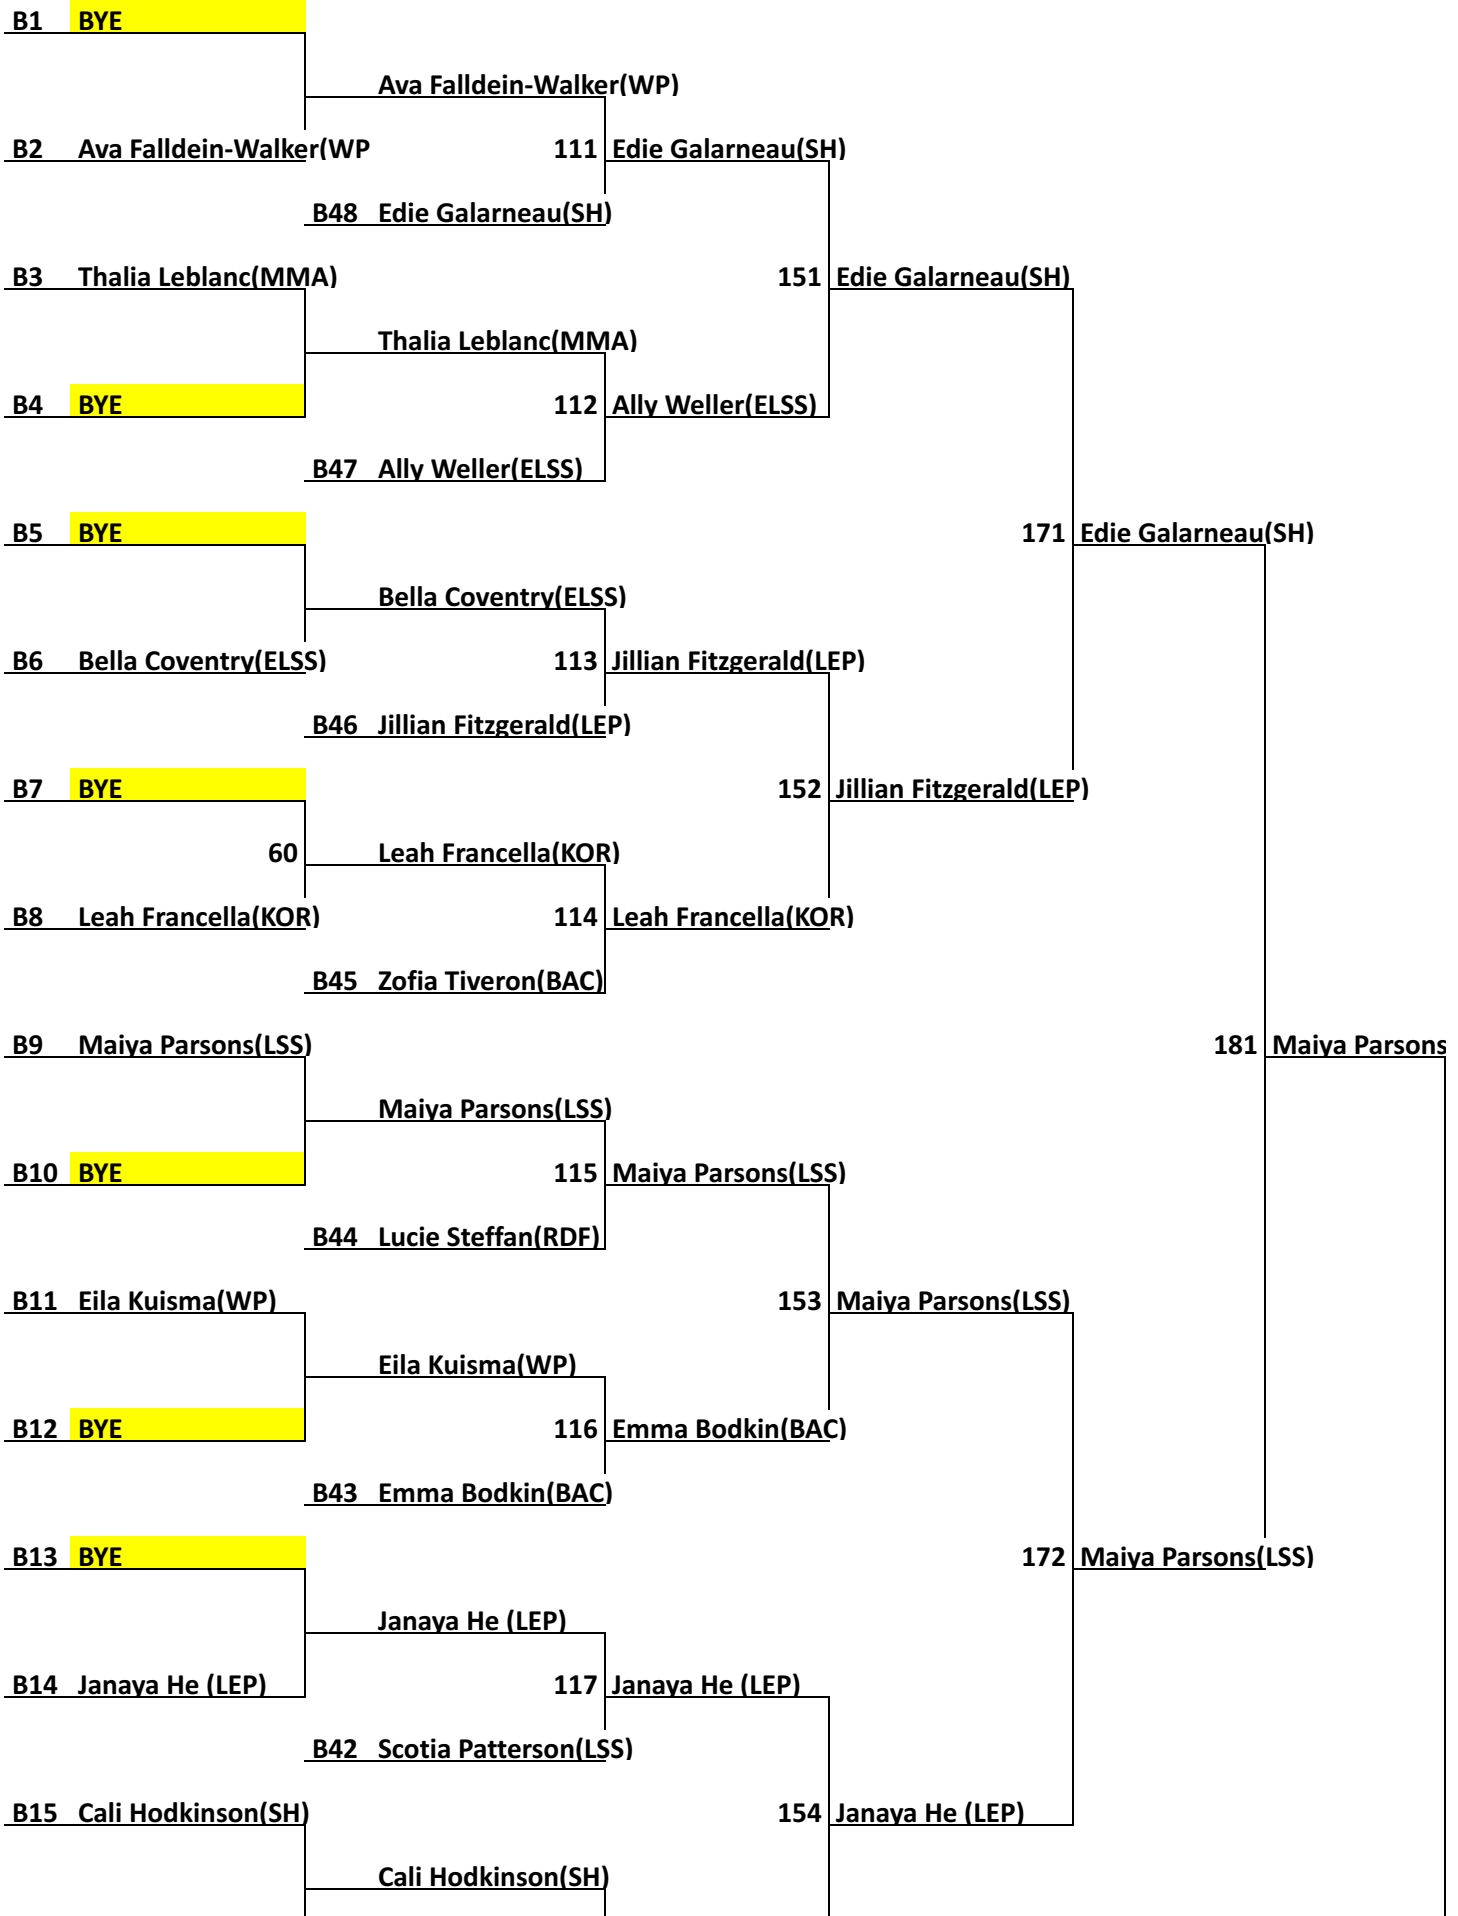 B1 BYE
Ava Falldein-Walker(WP)
B2 Ava Falldein-Walker(WP 111 Edie Galarneau(SH)
B48 Edie Galarneau(SH)
B3 Thalia Leblanc(MMA) 151 Edie Galarneau(SH)
Thalia Leblanc(MMA)
B4 BYE 112 Ally Weller(ELSS)
B47 Ally Weller(ELSS)
B5 BYE 171 Edie Galarneau(SH)
Bella Coventry(ELSS)
B6 Bella Coventry(ELSS) 113 Jillian Fitzgerald(LEP)
B46 Jillian Fitzgerald(LEP)
B7 BYE 152 Jillian Fitzgerald(LEP)
60 Leah Francella(KOR)
B8 Leah Francella(KOR) 114 Leah Francella(KOR)
B45 Zofia Tiveron(BAC)
B9 Maiya Parsons(LSS) 181 Maiya Parsons
Maiya Parsons(LSS)
B10 BYE 115 Maiya Parsons(LSS)
B44 Lucie Steffan(RDF)
B11 Eila Kuisma(WP) 153 Maiya Parsons(LSS)
Eila Kuisma(WP)
B12 BYE 116 Emma Bodkin(BAC)
B43 Emma Bodkin(BAC)
B13 BYE 172 Maiya Parsons(LSS)
Janaya He (LEP)
B14 Janaya He (LEP) 117 Janaya He (LEP)
B42 Scotia Patterson(LSS)
B15 Cali Hodkinson(SH) 154 Janaya He (LEP)
Cali Hodkinson(SH)